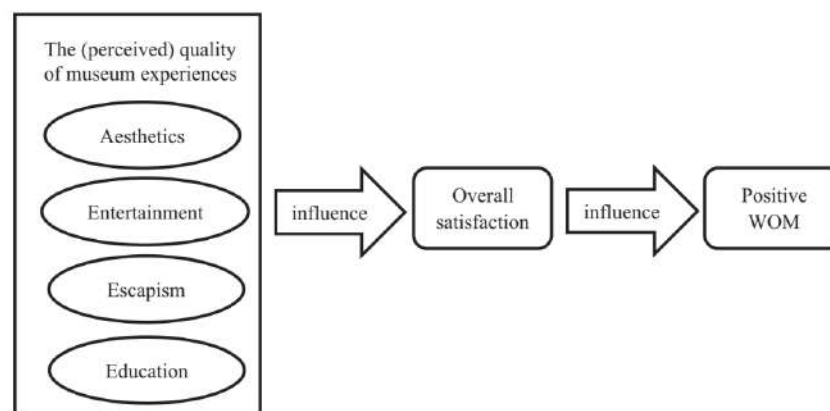 The (perceived) quality
of museum experiences
Aesthetics
Entertainment
Escapism
Education
influence
Overall
satisfaction
influence
Positive
WOM